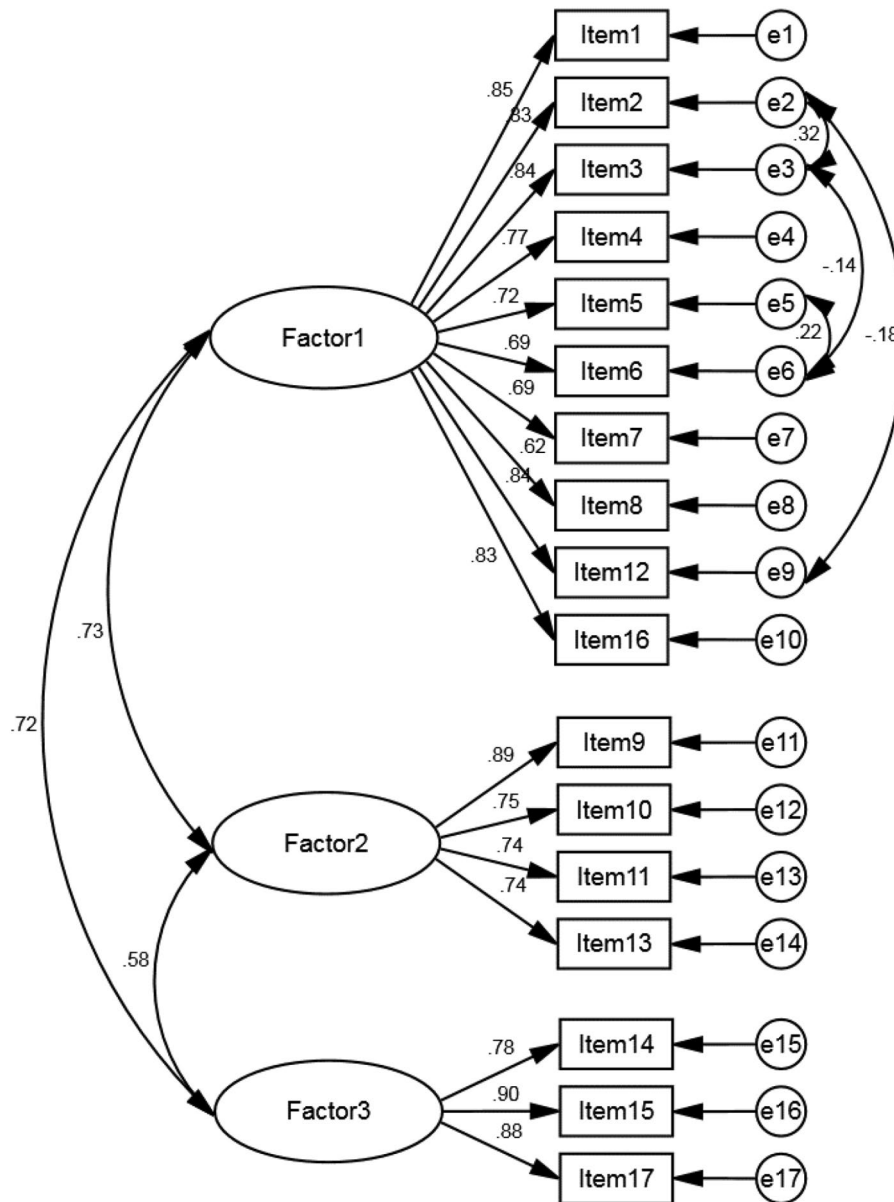 Item1
e1
.85
Item2
e2
.83
.32
Item3
e3
.84
Item4
e4
.77
-.14
Item5
e5
.72
.22
-.18
Factor1
Item6
e6
.69
Item7
e7
.69
Item8
e8
.62
Item12
e9
.84
Item16
e10
.83
.73
.72
Item9
e11
.89
Item10
e12
.75
Factor2
Item11
e13
.74
Item13
e14
.74
.58
Item14
e15
.78
Factor3
Item15
e16
.90
Item17
e17
.88